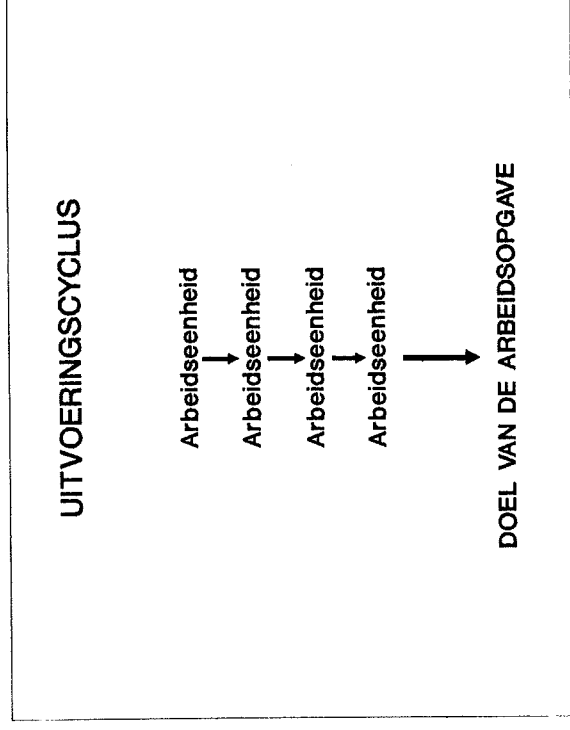 UITVOERINGSCYCLUS
Arbeidseenheid
Arbeidseenheid
Arbeidseenheid
Arbeidseenheid
DOEL VAN DE ARBEIDSOPGAVE